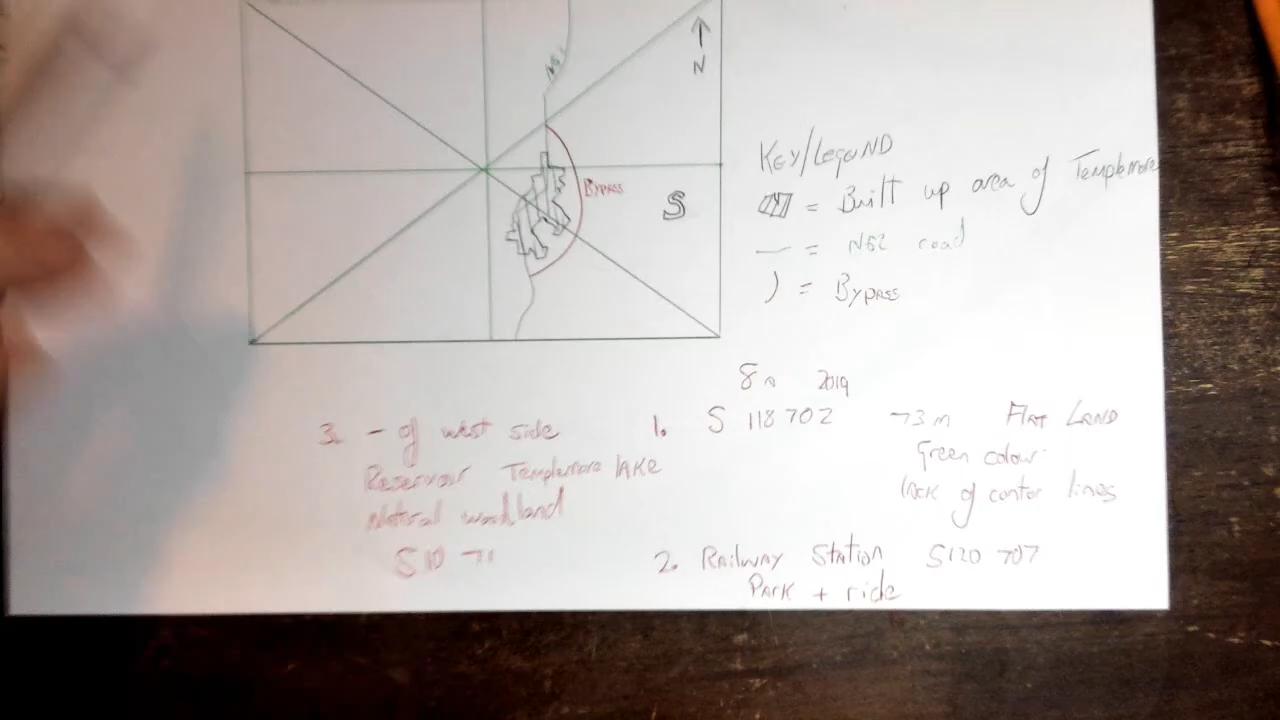 N
N62
Bypass
S
KEY/LEGEND
= Built up area of Templemore
— = N62 road
) = Bypass
8 2019
1. S 118 702 73 m FLAT LAND
Green colour
lack of contor lines
2. Railway Station S120 707
Park + ride
3. - of west side
Reservoir Templemore lake
Natural woodland
S 10 71